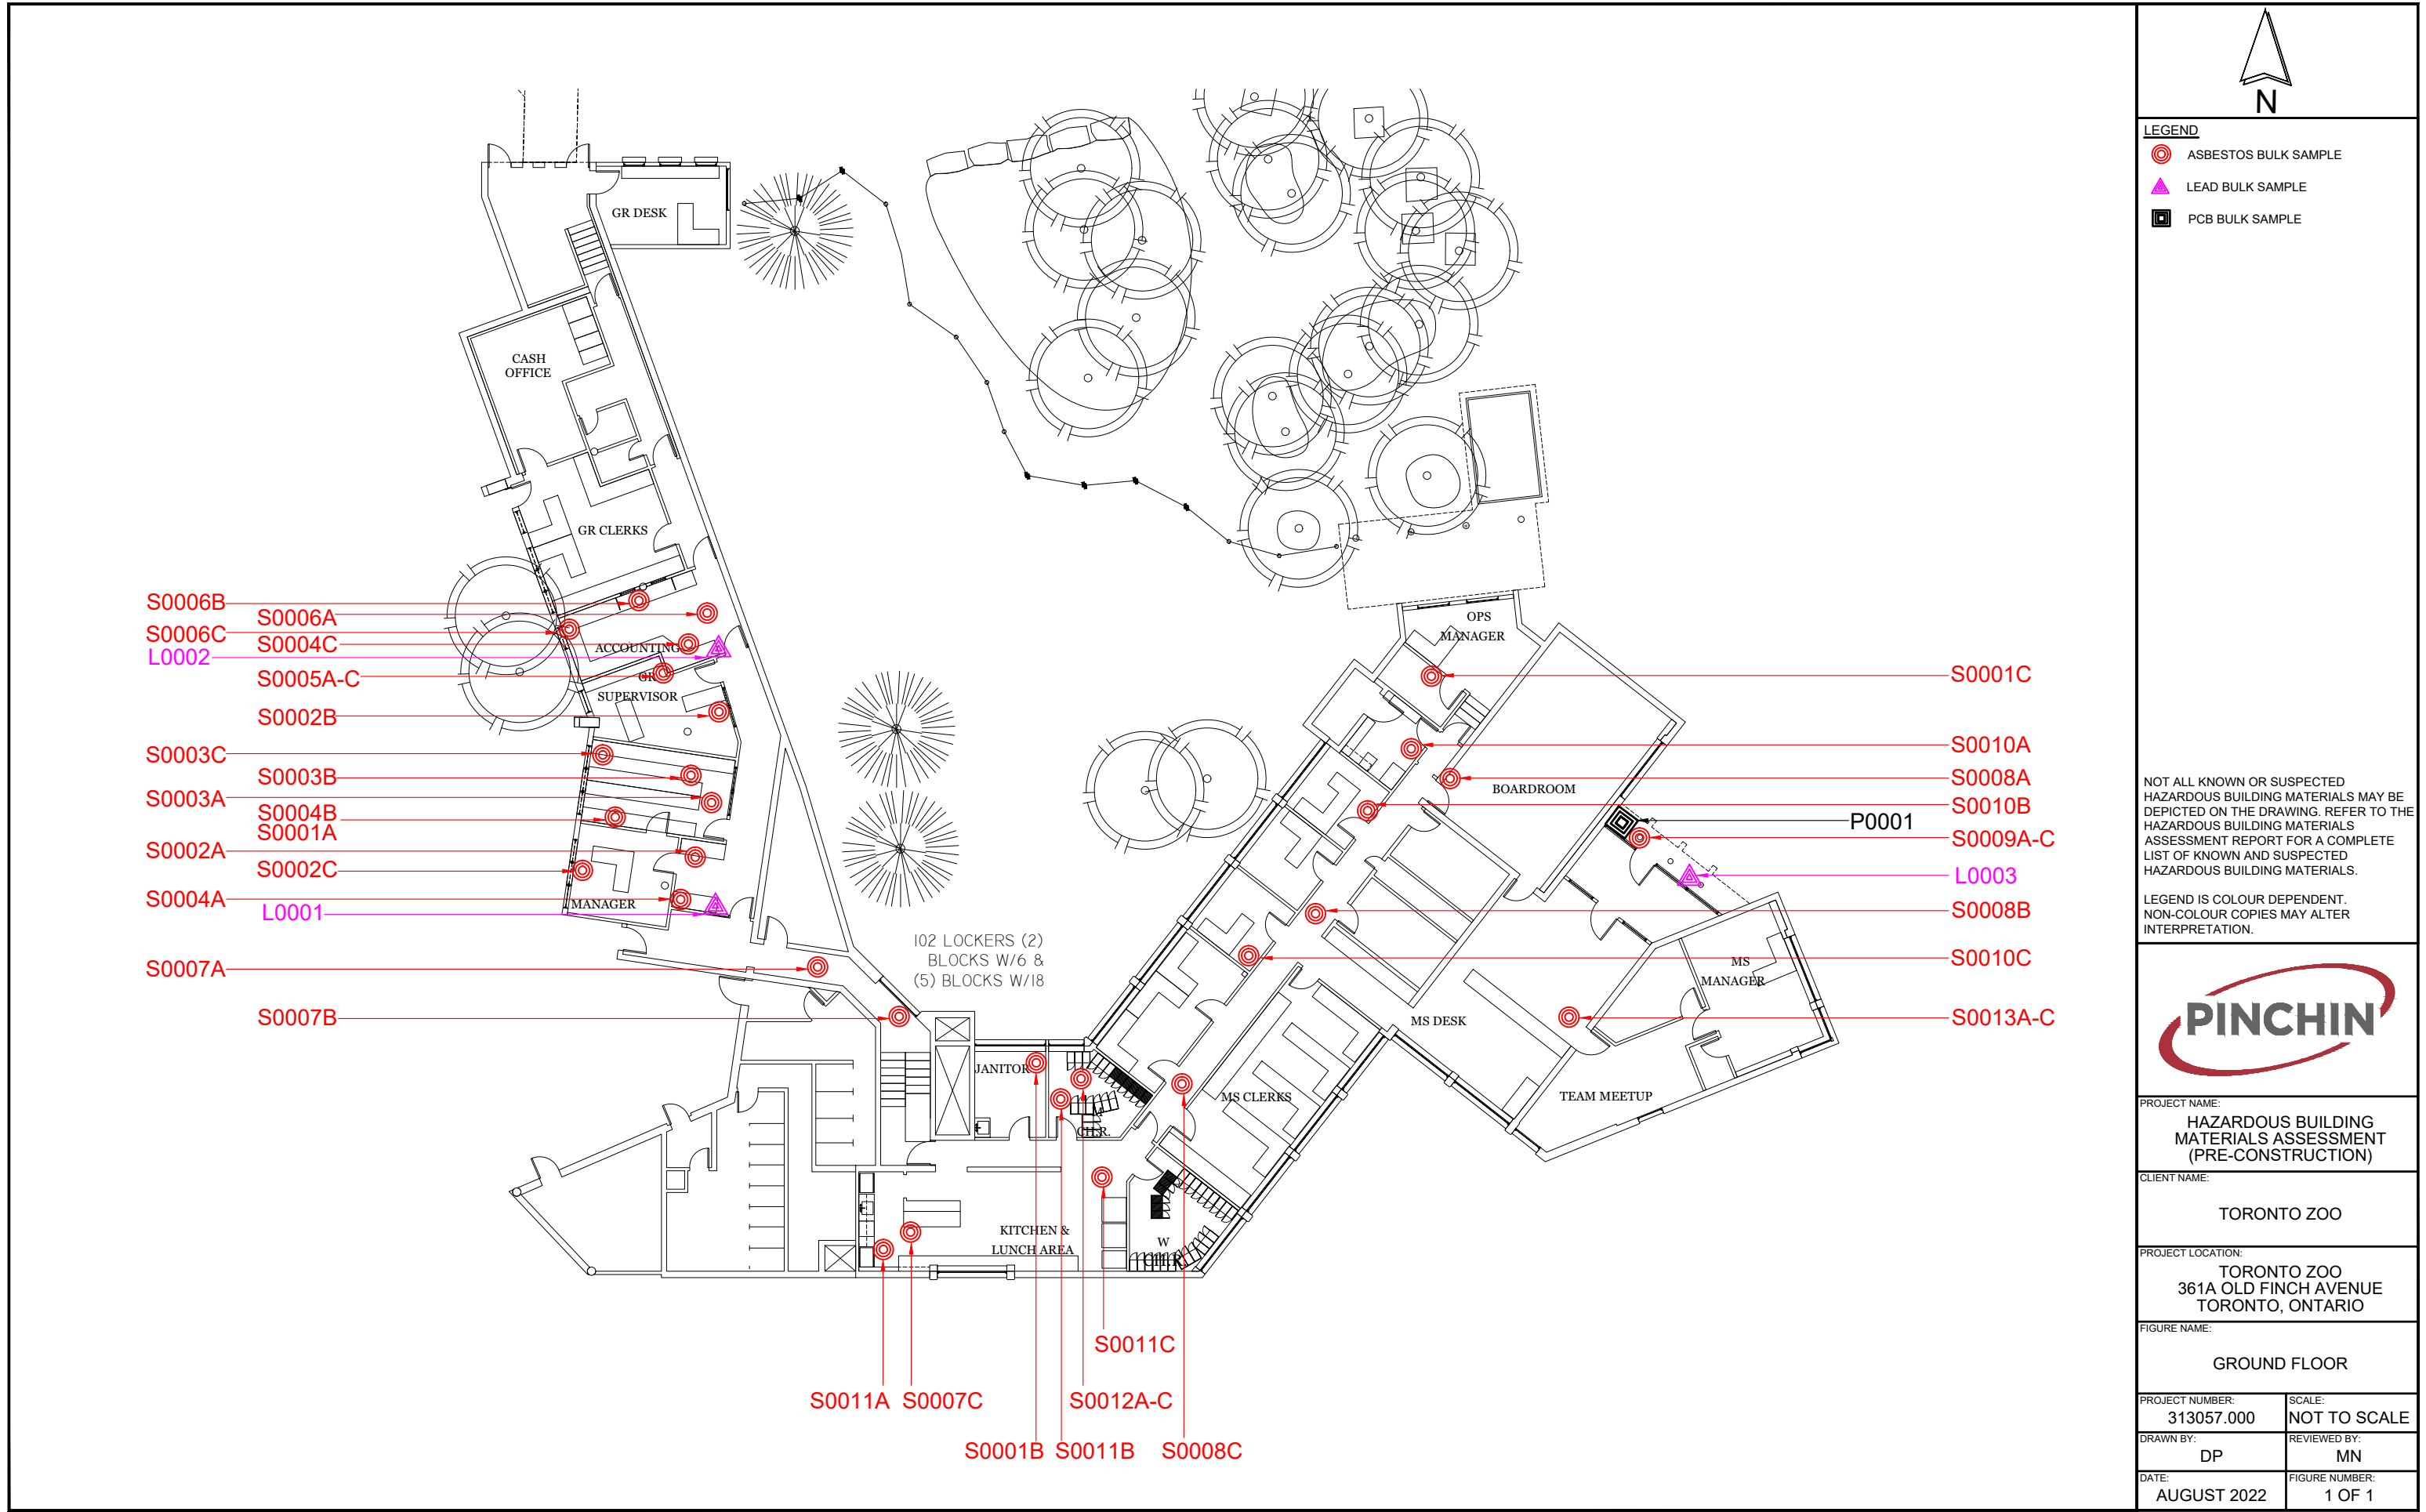 GR DESK
CASH
OFFICE
GR CLERKS
S0006B
S0006A
S0006C
S0004C
L0002
S0005A-C
S0002B
S0003C
S0003B
S0003A
S0004B
S0001A
S0002A
S0002C
S0004A
L0001
S0007A
S0007B
ACCOUNTING
GR
SUPERVISOR
MANAGER
102 LOCKERS (2)
BLOCKS W/6 &
(5) BLOCKS W/18
JANITOR
CH.R.
KITCHEN &
LUNCH AREA
W
CH.R.
MS CLERKS
MS DESK
TEAM MEETUP
MS
MANAGER
BOARDROOM
OPS
MANAGER
S0001C
S0010A
S0008A
S0010B
P0001
S0009A-C
L0003
S0008B
S0010C
S0013A-C
S0011C
S0011A
S0007C
S0012A-C
S0001B
S0011B
S0008C
N
LEGEND
ASBESTOS BULK SAMPLE
LEAD BULK SAMPLE
PCB BULK SAMPLE
NOT ALL KNOWN OR SUSPECTED
HAZARDOUS BUILDING MATERIALS MAY BE
DEPICTED ON THE DRAWING. REFER TO THE
HAZARDOUS BUILDING MATERIALS
ASSESSMENT REPORT FOR A COMPLETE
LIST OF KNOWN AND SUSPECTED
HAZARDOUS BUILDING MATERIALS.
LEGEND IS COLOUR DEPENDENT.
NON-COLOUR COPIES MAY ALTER
INTERPRETATION.
PINCHIN
PROJECT NAME:
HAZARDOUS BUILDING
MATERIALS ASSESSMENT
(PRE-CONSTRUCTION)
CLIENT NAME:
TORONTO ZOO
PROJECT LOCATION:
TORONTO ZOO
361A OLD FINCH AVENUE
TORONTO, ONTARIO
FIGURE NAME:
GROUND FLOOR
PROJECT NUMBER:
313057.000
SCALE:
NOT TO SCALE
DRAWN BY:
DP
REVIEWED BY:
MN
DATE:
AUGUST 2022
FIGURE NUMBER:
1 OF 1